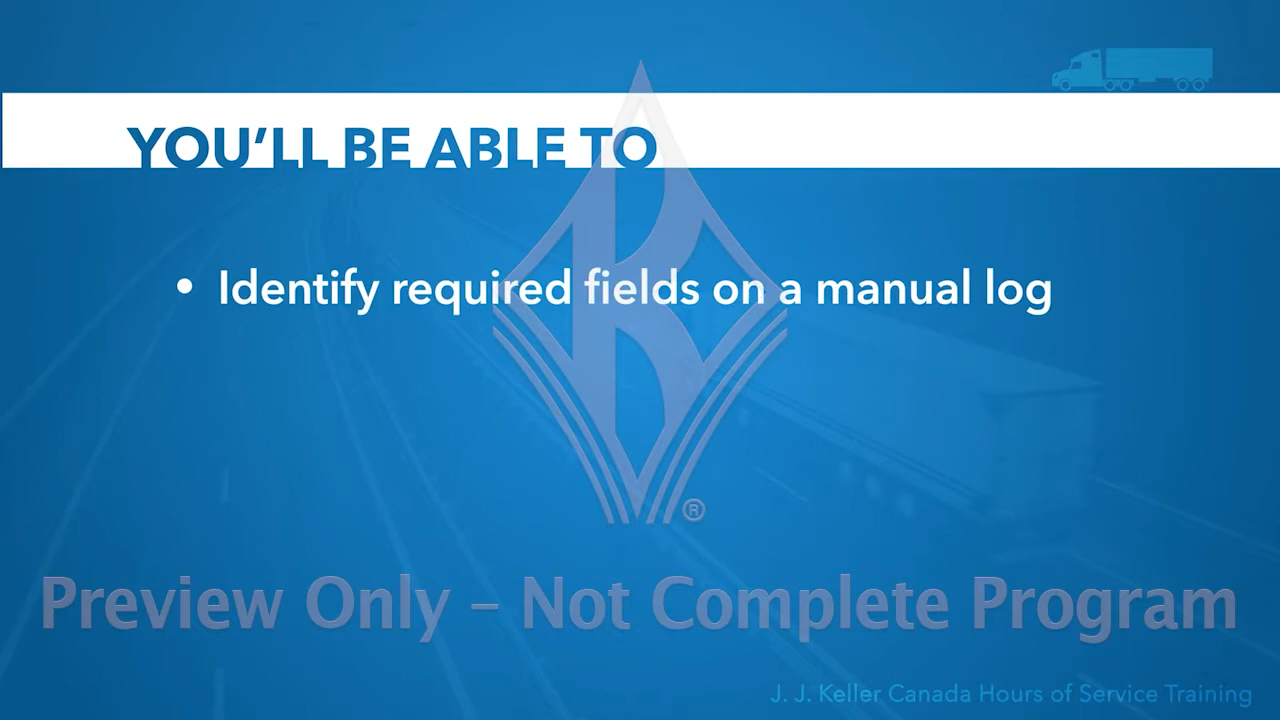 YOU'LL BE ABLE TO
• Identify required fields on a manual log
K
®
Preview Only – Not Complete Program
J. J. Keller Canada Hours of Service Training